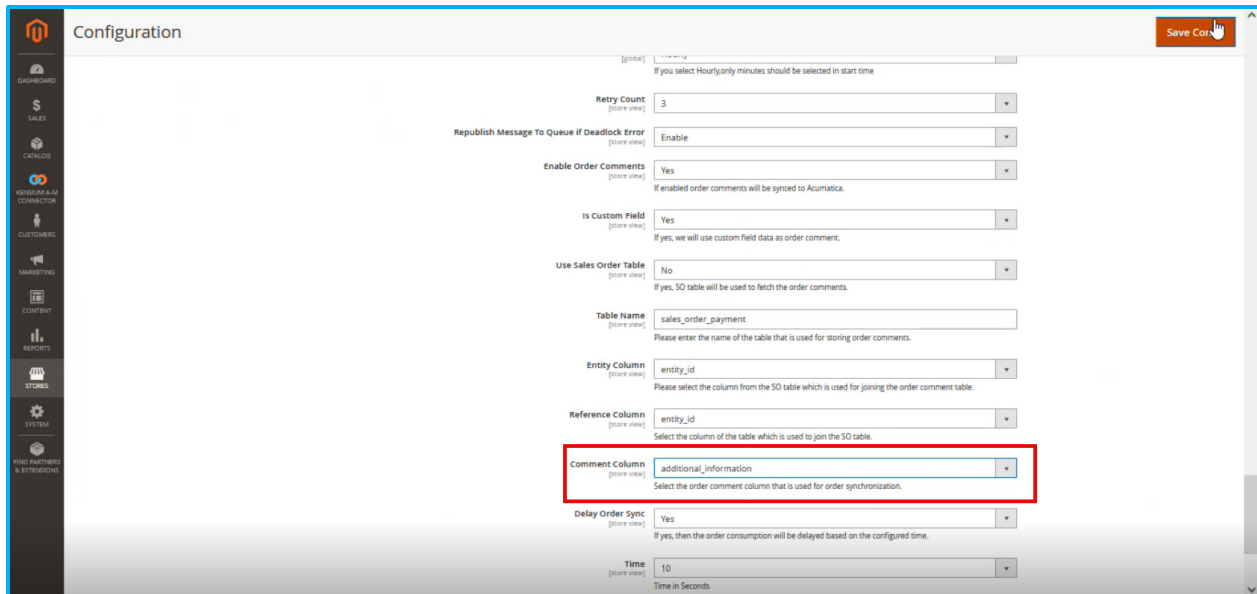 Configuration
Save Con
DASHBOARD
SALES
CATALOG
KENSIUM A-M
CONNECTOR
CUSTOMERS
MARKETING
CONTENT
REPORTS
STORES
SYSTEM
FIND PARTNERS
& EXTENSIONS
[global]
If you select Hourly,only minutes should be selected in start time
Retry Count
[store view]
3
Republish Message To Queue if Deadlock Error
[store view]
Enable
Enable Order Comments
[store view]
Yes
If enabled order comments will be synced to Acumatica.
Is Custom Field
[store view]
Yes
If yes, we will use custom field data as order comment.
Use Sales Order Table
[store view]
No
If yes, SO table will be used to fetch the order comments.
Table Name
[store view]
sales_order_payment
Please enter the name of the table that is used for storing order comments.
Entity Column
[store view]
entity_id
Please select the column from the SO table which is used for joining the order comment table.
Reference Column
[store view]
entity_id
Select the column of the table which is used to join the SO table.
Comment Column
[store view]
additional_information
Select the order comment column that is used for order synchronization.
Delay Order Sync
[store view]
Yes
If yes, then the order consumption will be delayed based on the configured time.
Time
[store view]
10
Time in Seconds